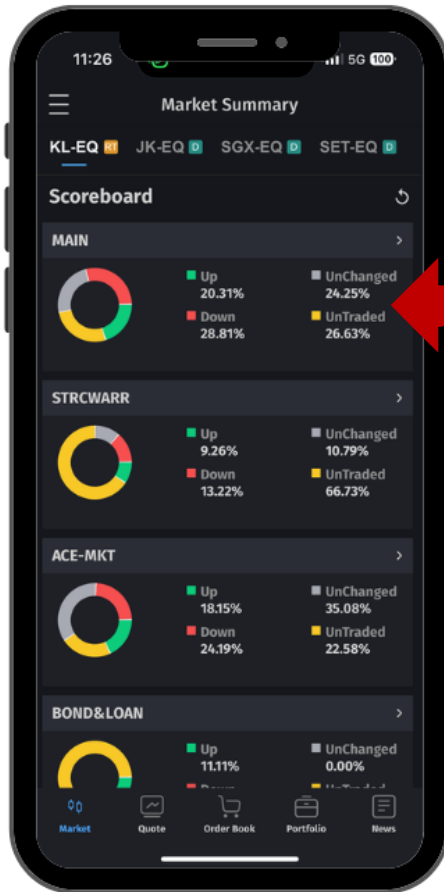 11:26
5G 100
Market Summary
KL-EQ RT JK-EQ D SGX-EQ D SET-EQ D
Scoreboard
MAIN
Up UnChanged
20.31% 24.25%
Down UnTraded
28.81% 26.63%
STRCWARR
Up UnChanged
9.26% 10.79%
Down UnTraded
13.22% 66.73%
ACE-MKT
Up UnChanged
18.15% 35.08%
Down UnTraded
24.19% 22.58%
BOND&LOAN
Up UnChanged
11.11% 0.00%
Market Quote Order Book Portfolio News